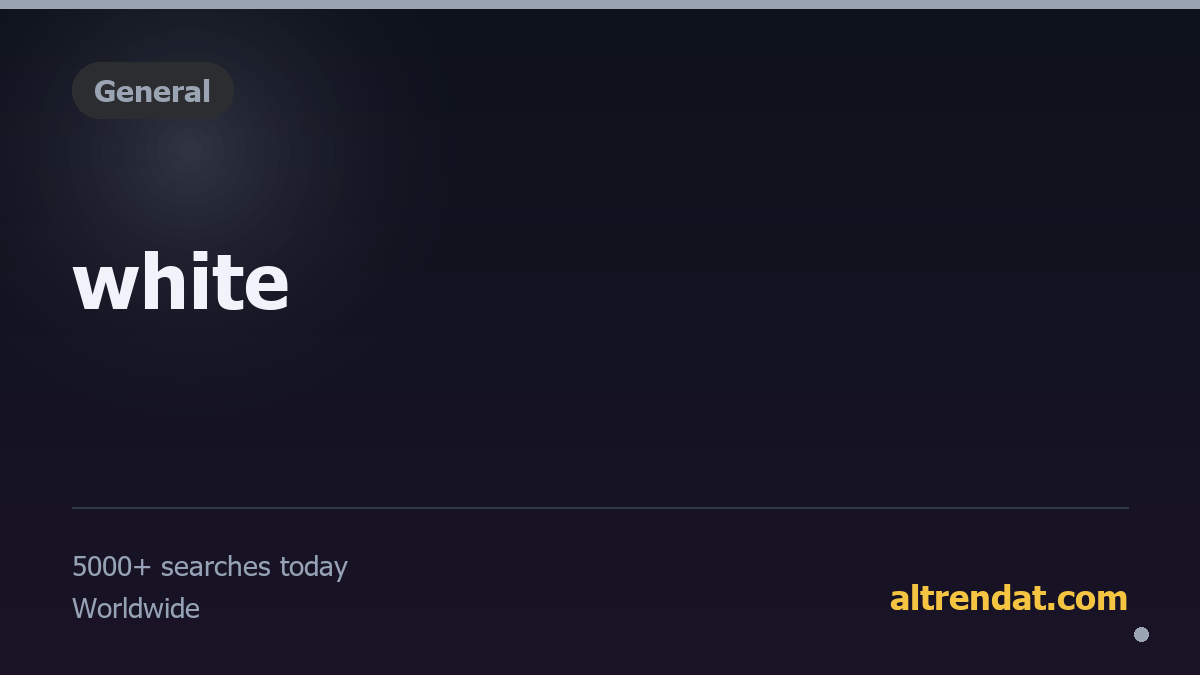 General
white
5000+ searches today
Worldwide
altrendat.com